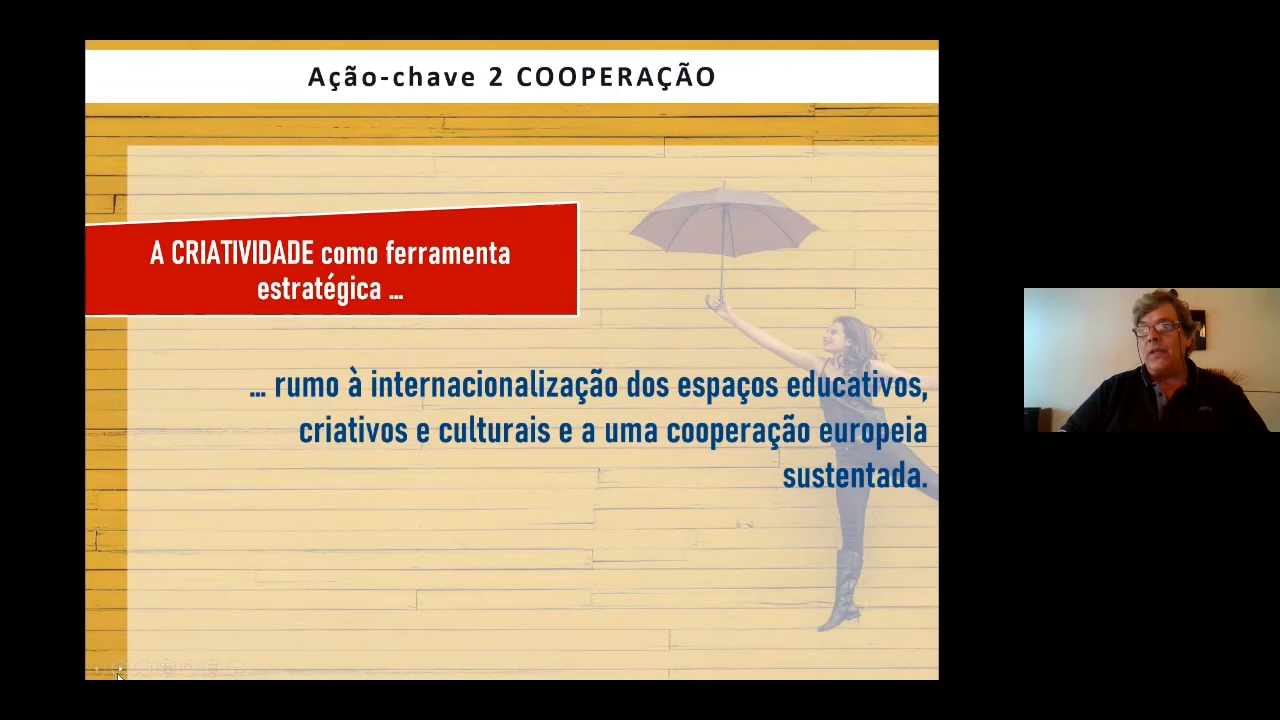 Ação-chave 2 COOPERAÇÃO
A CRIATIVIDADE como ferramenta
estratégica ...
... rumo à internacionalização dos espaços educativos,
criativos e culturais e a uma cooperação europeia
sustentada.